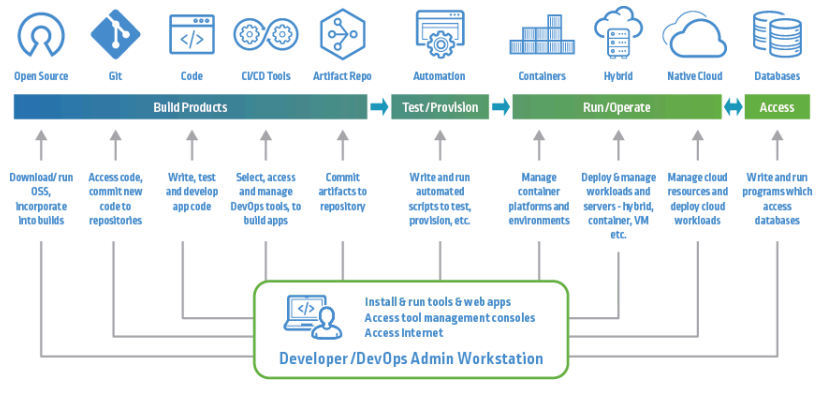 Open Source
Git
Code
CI/CD Tools
Artifact Repo
Automation
Containers
Hybrid
Native Cloud
Databases
Build Products
Test/Provision
Run/Operate
Access
Download/ run
OSS,
incorporate
into builds
Access code,
commit new
code to
repositories
Write, test
and develop
app code
Select, access
and manage
DevOps tools, to
build apps
Commit
artifacts to
repository
Write and run
automated
scripts to test,
provision, etc.
Manage
container
platforms and
environments
Deploy & manage
workloads and
servers - hybrid,
container, VM
etc.
Manage cloud
resources and
deploy cloud
workloads
Write and run
programs which
access
databases
</> 
Install & run tools & web apps
Access tool management consoles
Access Internet
Developer/DevOps Admin Workstation